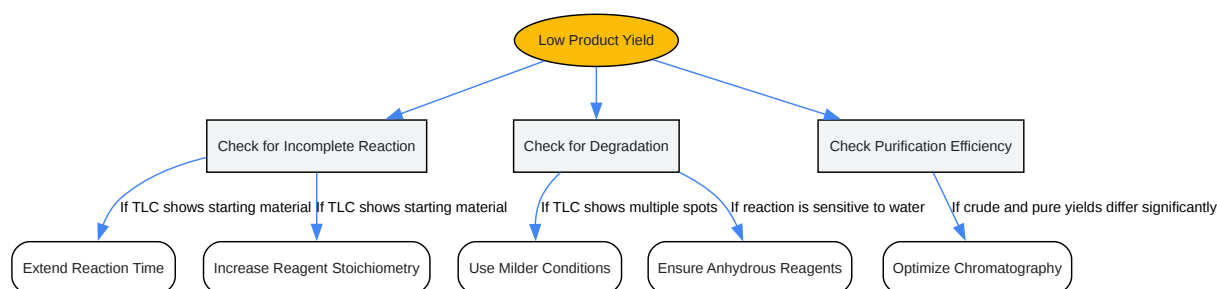 Low Product Yield
Check for Incomplete Reaction
Check for Degradation
Check Purification Efficiency
If TLC shows starting material
If TLC shows starting material
If TLC shows multiple spots
If reaction is sensitive to water
If crude and pure yields differ significantly
Extend Reaction Time
Increase Reagent Stoichiometry
Use Milder Conditions
Ensure Anhydrous Reagents
Optimize Chromatography